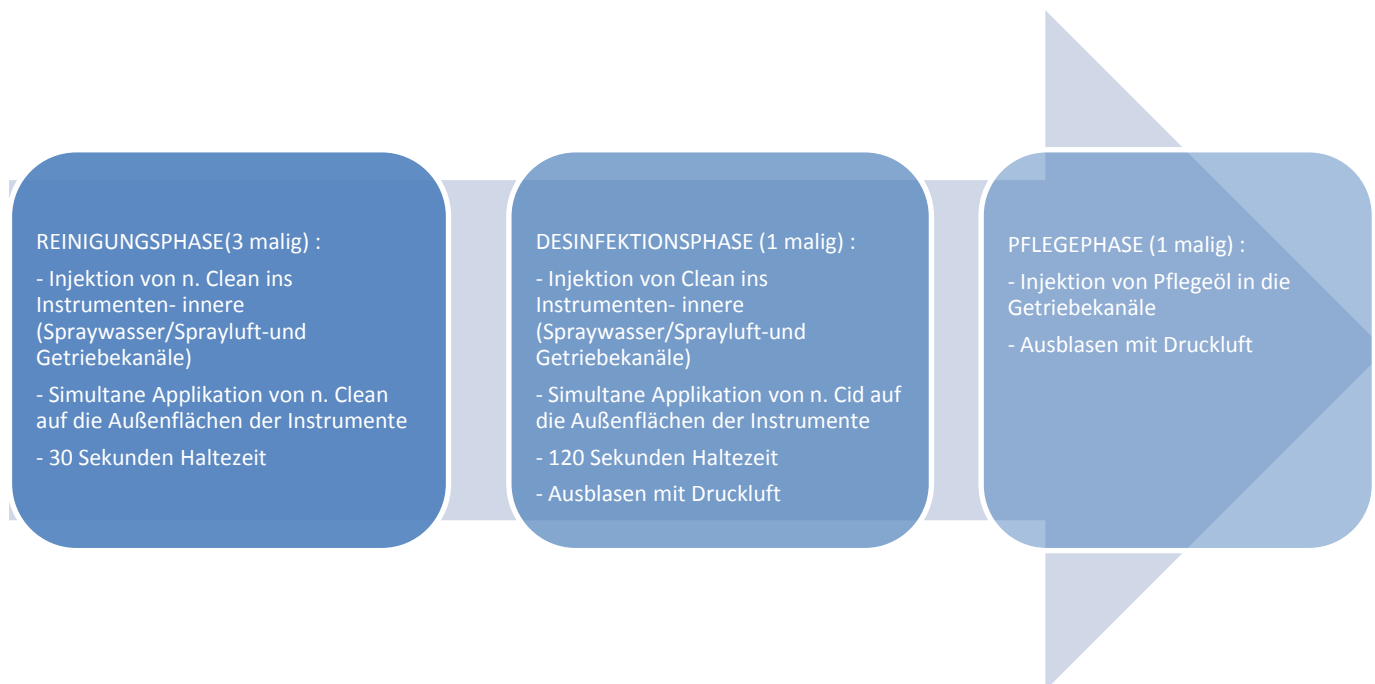 REINIGUNGSPHASE(3 malig) :
- Injektion von n. Clean ins
Instrumenten- innere
(Spraywasser/Sprayluft-und
Getriebekanäle)
- Simultane Applikation von n. Clean
auf die Außenflächen der Instrumente
- 30 Sekunden Haltezeit
DESINFEKTIONSPHASE (1 malig) :
- Injektion von Clean ins
Instrumenten- innere
(Spraywasser/Sprayluft-und
Getriebekanäle)
- Simultane Applikation von n. Cid auf
die Außenflächen der Instrumente
- 120 Sekunden Haltezeit
- Ausblasen mit Druckluft
PFLEGEPHASE (1 malig) :
- Injektion von Pflegeöl in die
Getriebekanäle
- Ausblasen mit Druckluft